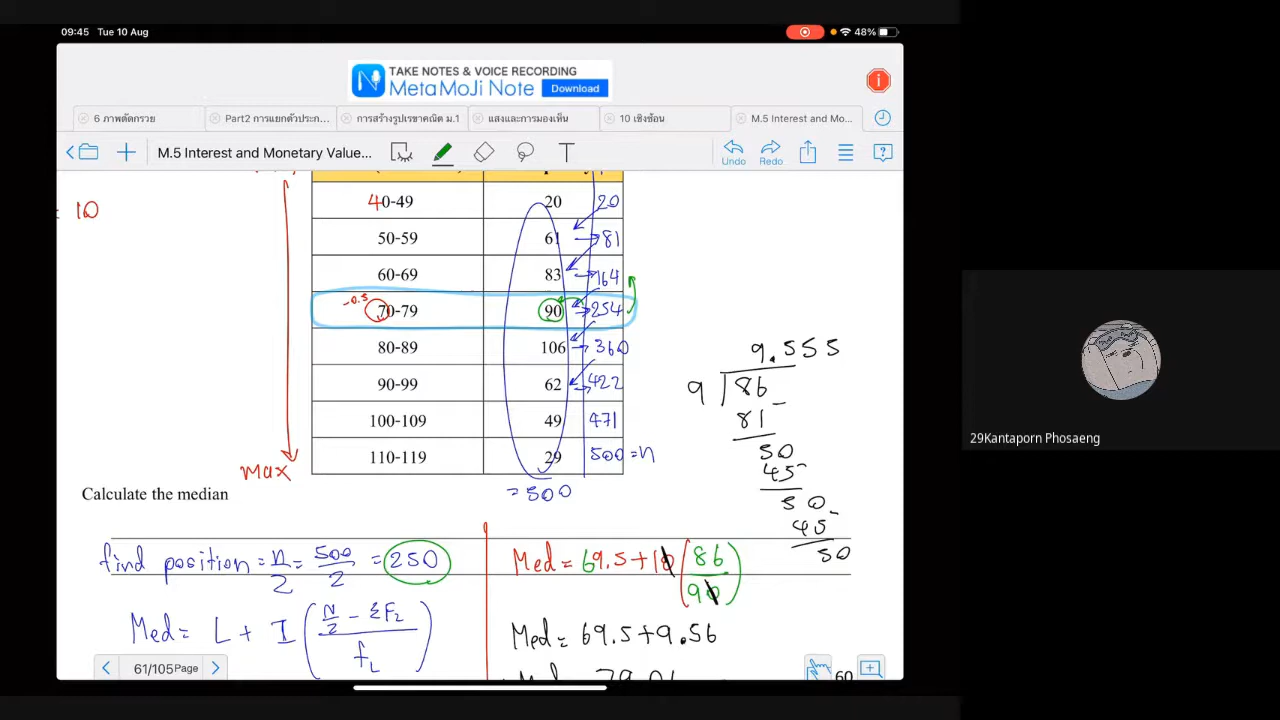 09:45 Tue 10 Aug 48%
TAKE NOTES & VOICE RECORDING
MetaMoJi Note Download
6 ภาพตัดกรวย Part2 การแยกตัวประก... การสร้างรูปเรขาคณิต ม.1 แสงและการมองเห็น 10 เชิงซ้อน M.5 Interest and Mo...
M.5 Interest and Monetary Value... T Undo Redo
= 10
40-49 20 20
50-59 61 81
60-69 83 164
-0.5
70-79 90 254
80-89 106 360
90-99 62 422
100-109 49 471
110-119 29 500=n
max
=500
9.555
9 86
81
50
45
50
45
50
29Kantaporn Phosaeng
Calculate the median
find position = n/2 = 500/2 = 250
Med = L + I ( (N/2 - ΣFL) / fL )
Med = 69.5 + 10 ( 86 / 90 )
Med = 69.5 + 9.56
61/105Page
60